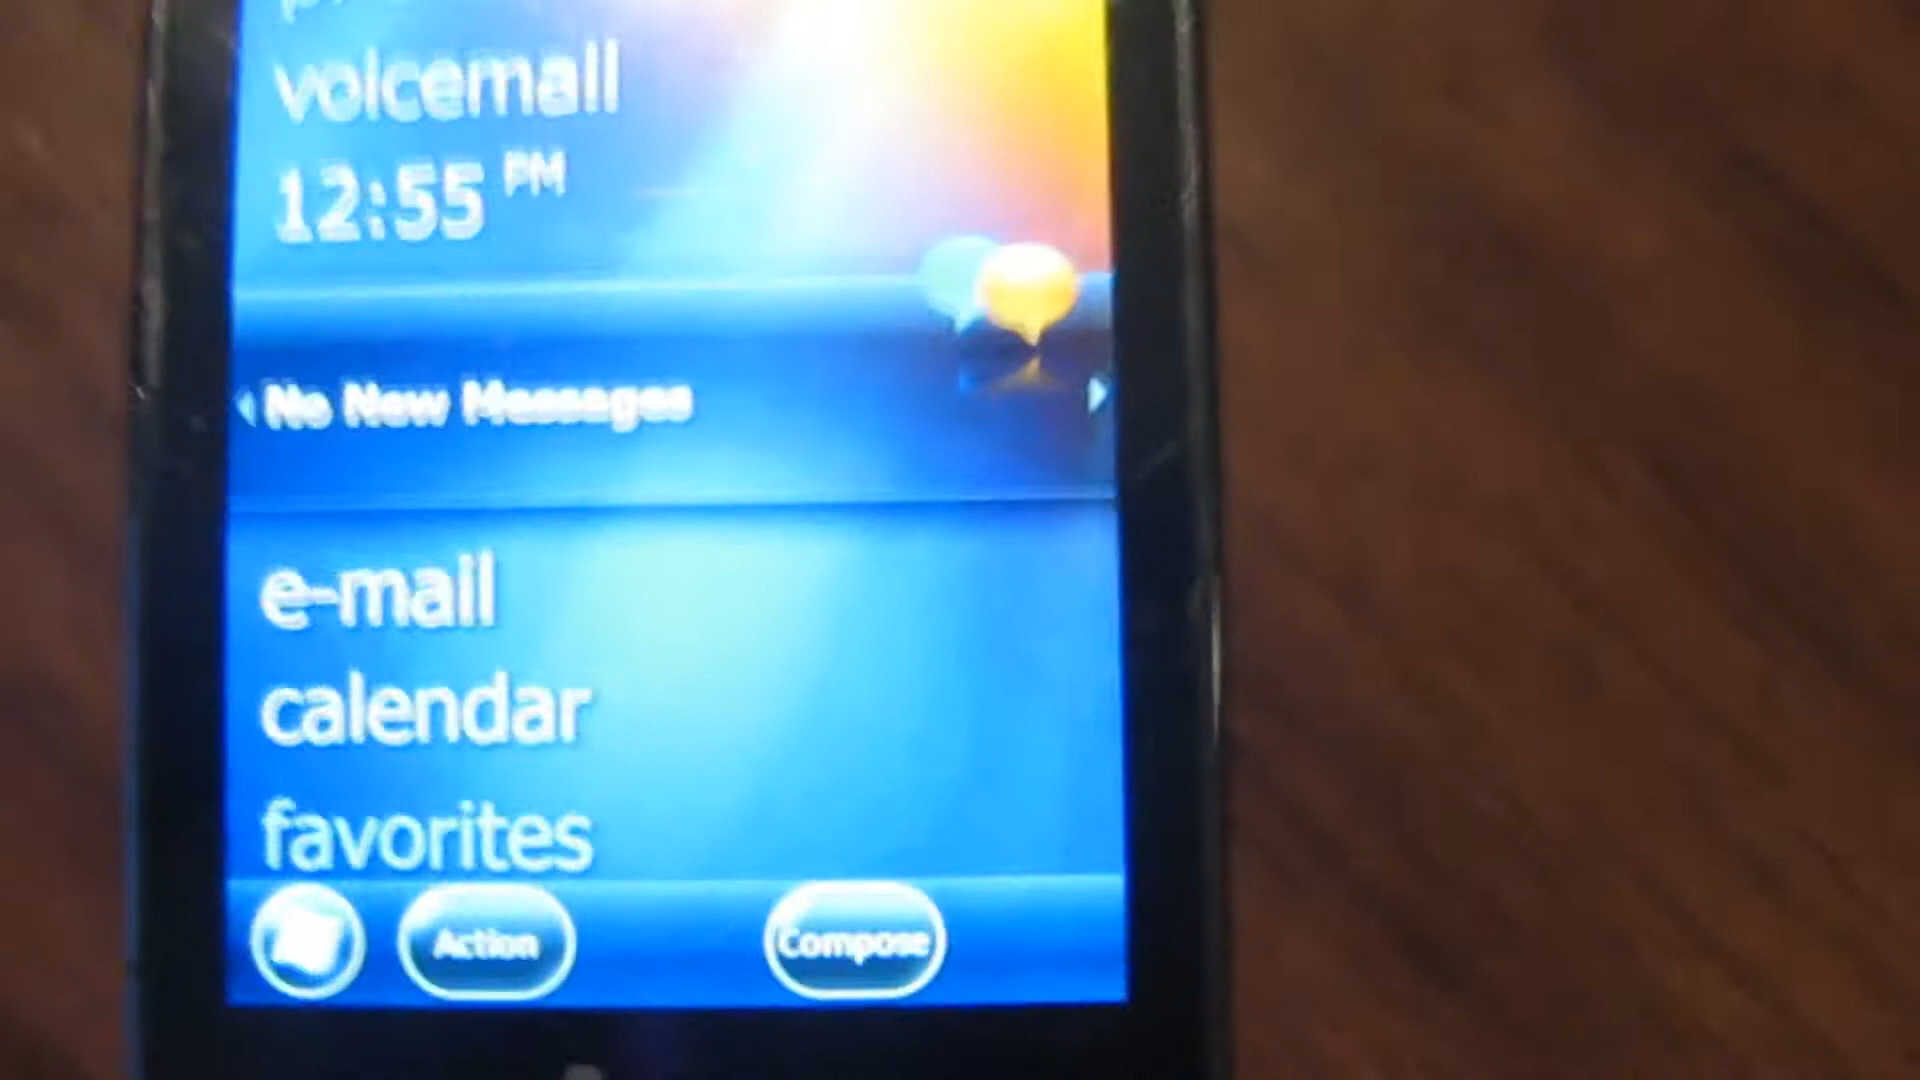 voicemail
12:55 PM
No New Messages
e-mail
calendar
favorites
Action
Compose